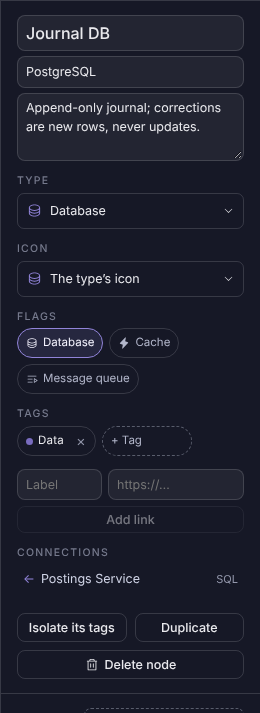 Journal DB
PostgreSQL
Append-only journal; corrections
are new rows, never updates.
TYPE
Database
ICON
The type's icon
FLAGS
Database
Cache
Message queue
TAGS
Data ×
+ Tag
Label
https://...
Add link
CONNECTIONS
← Postings Service
SQL
Isolate its tags
Duplicate
Delete node